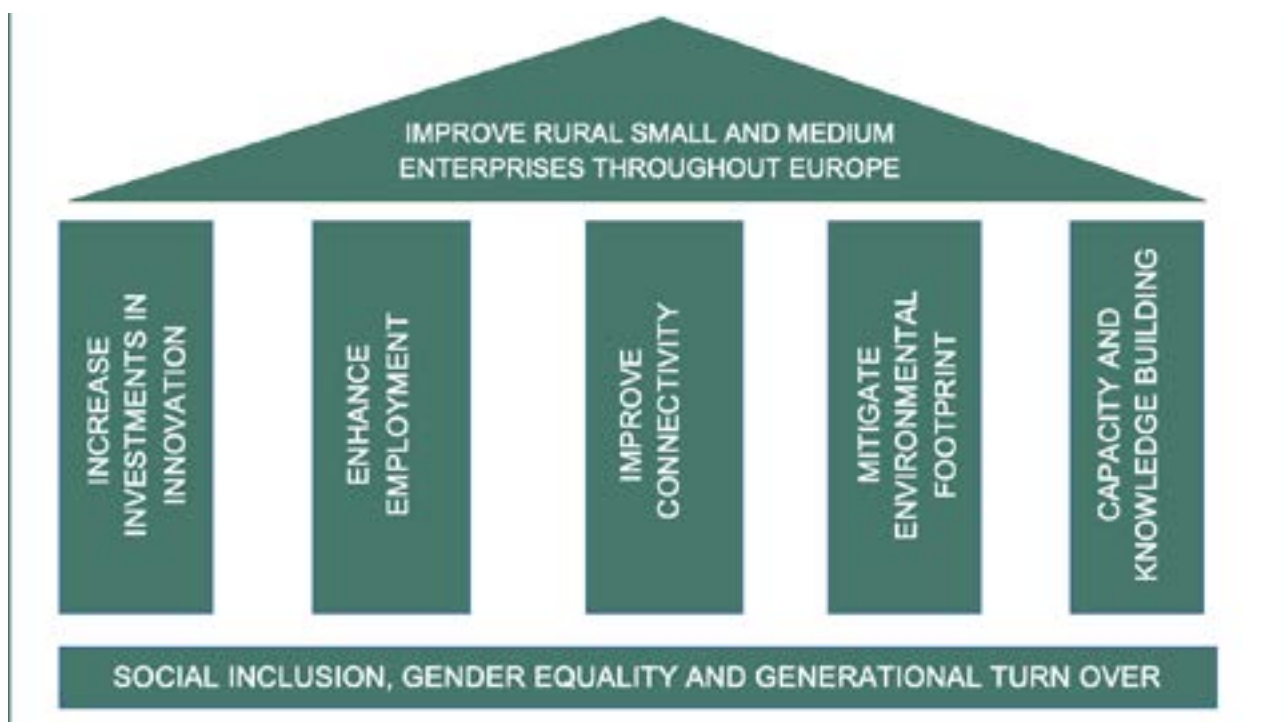 IMPROVE RURAL SMALL AND MEDIUM
ENTERPRISES THROUGHOUT EUROPE
INCREASE
INVESTMENTS IN
INNOVATION
ENHANCE
EMPLOYMENT
IMPROVE
CONNECTIVITY
MITIGATE
ENVIRONMENTAL
FOOTPRINT
CAPACITY AND
KNOWLEDGE BUILDING
SOCIAL INCLUSION, GENDER EQUALITY AND GENERATIONAL TURN OVER